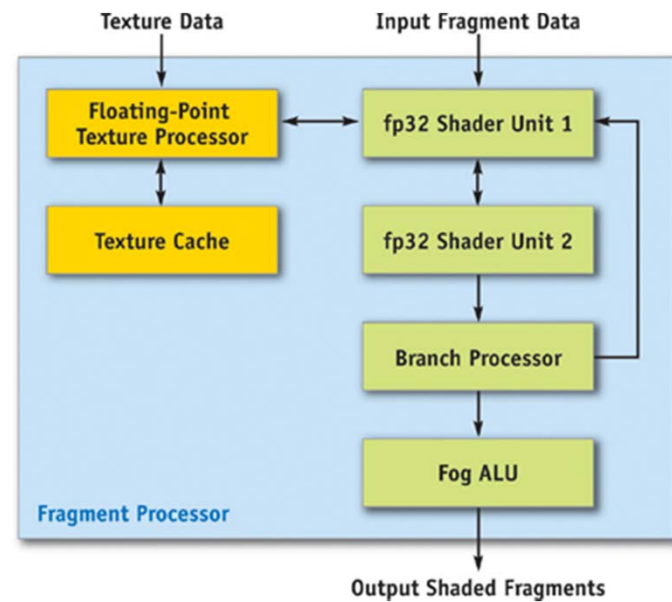 Texture Data
Input Fragment Data
Floating-Point
Texture Processor
fp32 Shader Unit 1
Texture Cache
fp32 Shader Unit 2
Branch Processor
Fog ALU
Fragment Processor
Output Shaded Fragments